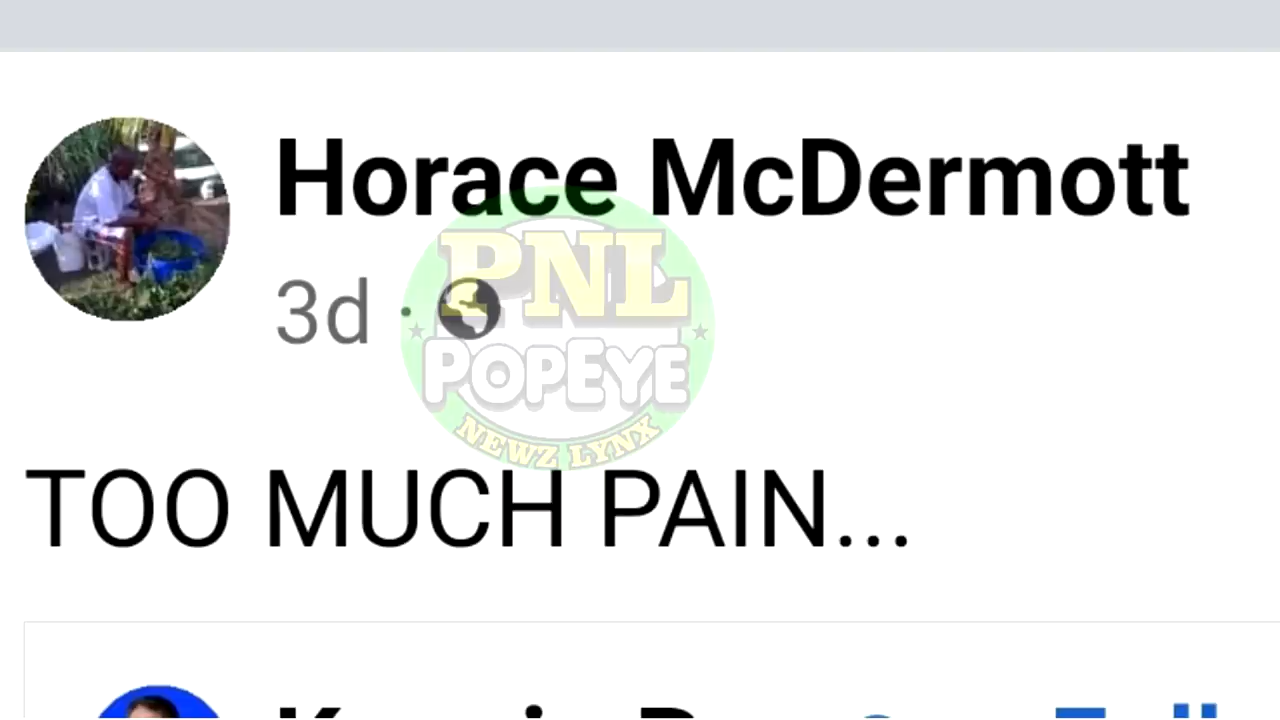 Horace McDermott
3d ·
PNL
POPEYE
NEWZ LYNX
TOO MUCH PAIN...